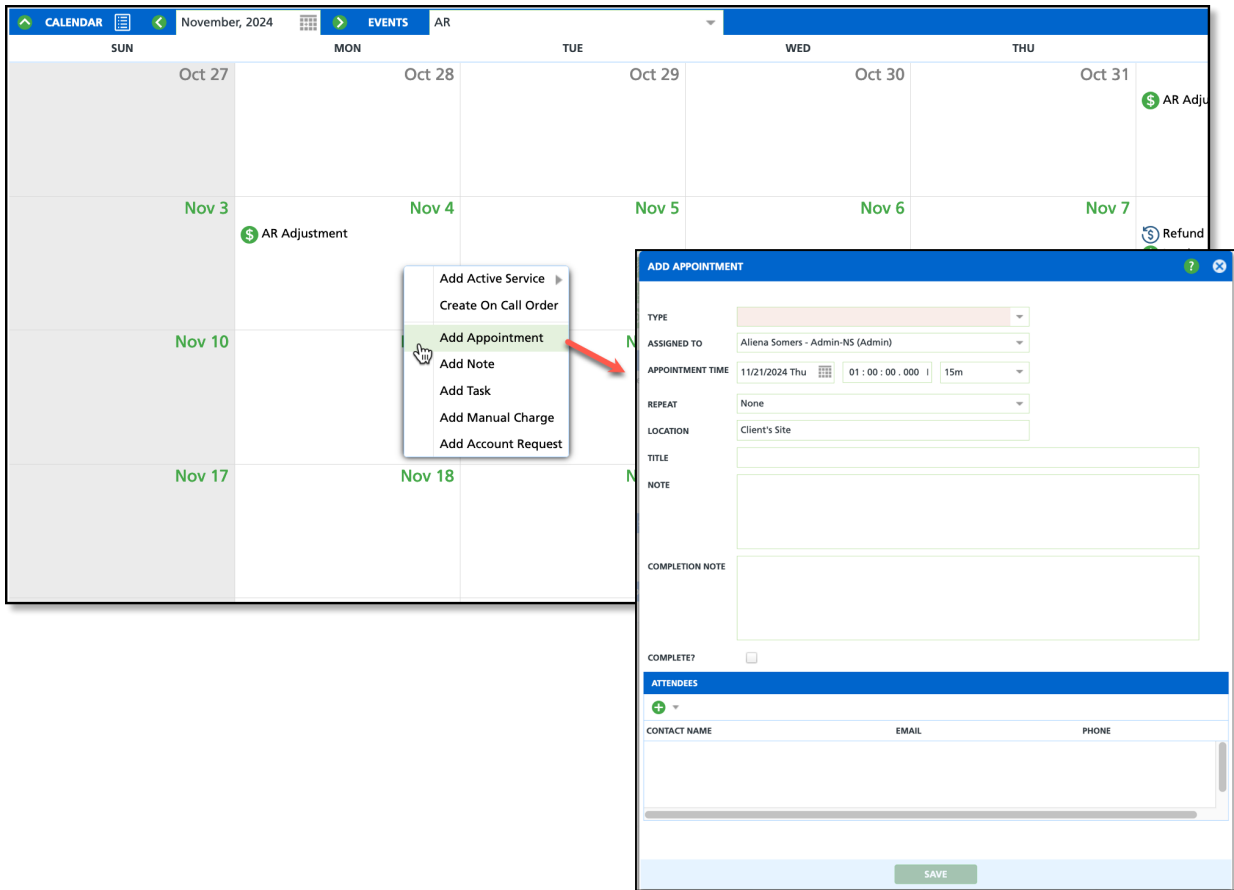 CALENDAR November, 2024 EVENTS AR
SUN MON TUE WED THU
Oct 27 Oct 28 Oct 29 Oct 30 Oct 31
AR Adju
Nov 3 Nov 4 Nov 5 Nov 6 Nov 7
AR Adjustment
Refund
Nov 10
Nov 17 Nov 18
Add Active Service
Create On Call Order
Add Appointment
Add Note
Add Task
Add Manual Charge
Add Account Request
ADD APPOINTMENT ?
TYPE
ASSIGNED TO Aliena Somers - Admin-NS (Admin)
APPOINTMENT TIME 11/21/2024 Thu 01 : 00 : 00 . 000 15m
REPEAT None
LOCATION Client's Site
TITLE
NOTE
COMPLETION NOTE
COMPLETE?
ATTENDEES
CONTACT NAME EMAIL PHONE
SAVE